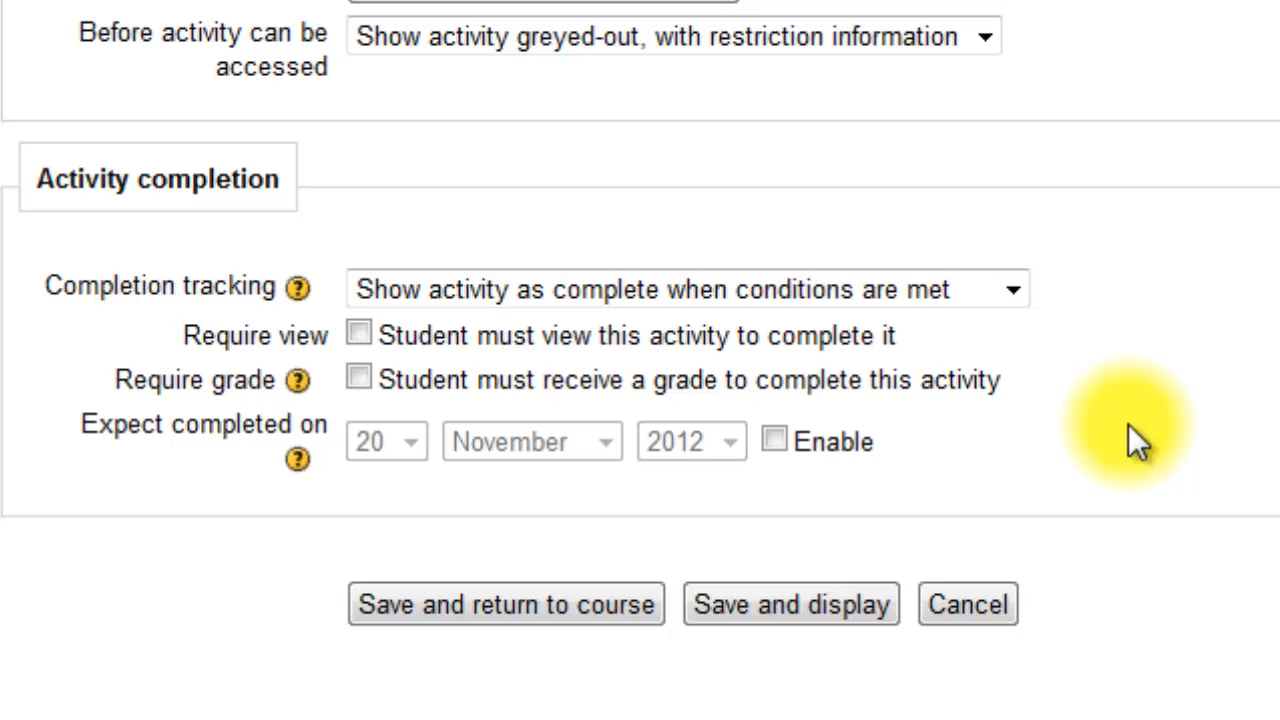 Before activity can be accessed Show activity greyed-out, with restriction information
Activity completion
Completion tracking ? Show activity as complete when conditions are met
Require view Student must view this activity to complete it
Require grade ? Student must receive a grade to complete this activity
Expect completed on ? 20 November 2012 Enable
Save and return to course Save and display Cancel